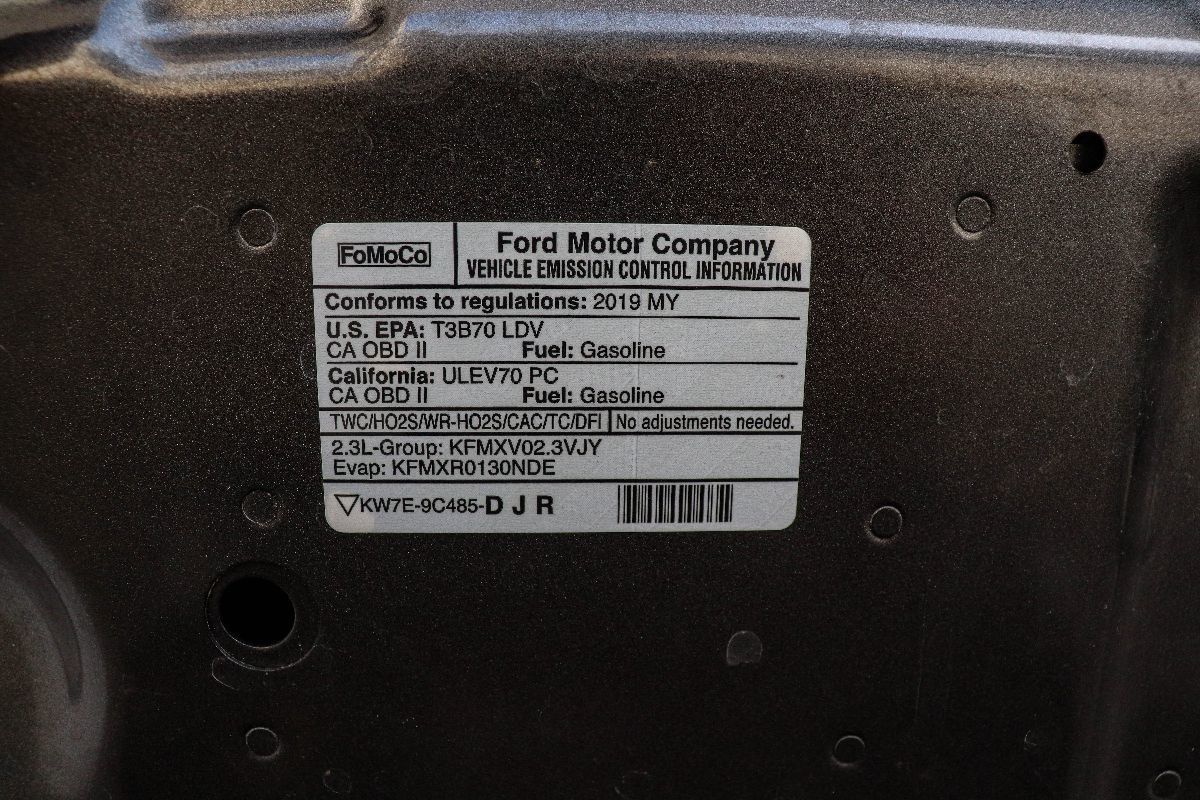 FoMoCo
Ford Motor Company
VEHICLE EMISSION CONTROL INFORMATION
Conforms to regulations: 2019 MY
U.S. EPA: T3B70 LDV
CA OBD II Fuel: Gasoline
California: ULEV70 PC
CA OBD II Fuel: Gasoline
TWC/HO2S/WR-HO2S/CAC/TC/DFI No adjustments needed.
2.3L-Group: KFMXV02.3VJY
Evap: KFMXR0130NDE
▽KW7E-9C485-D J R